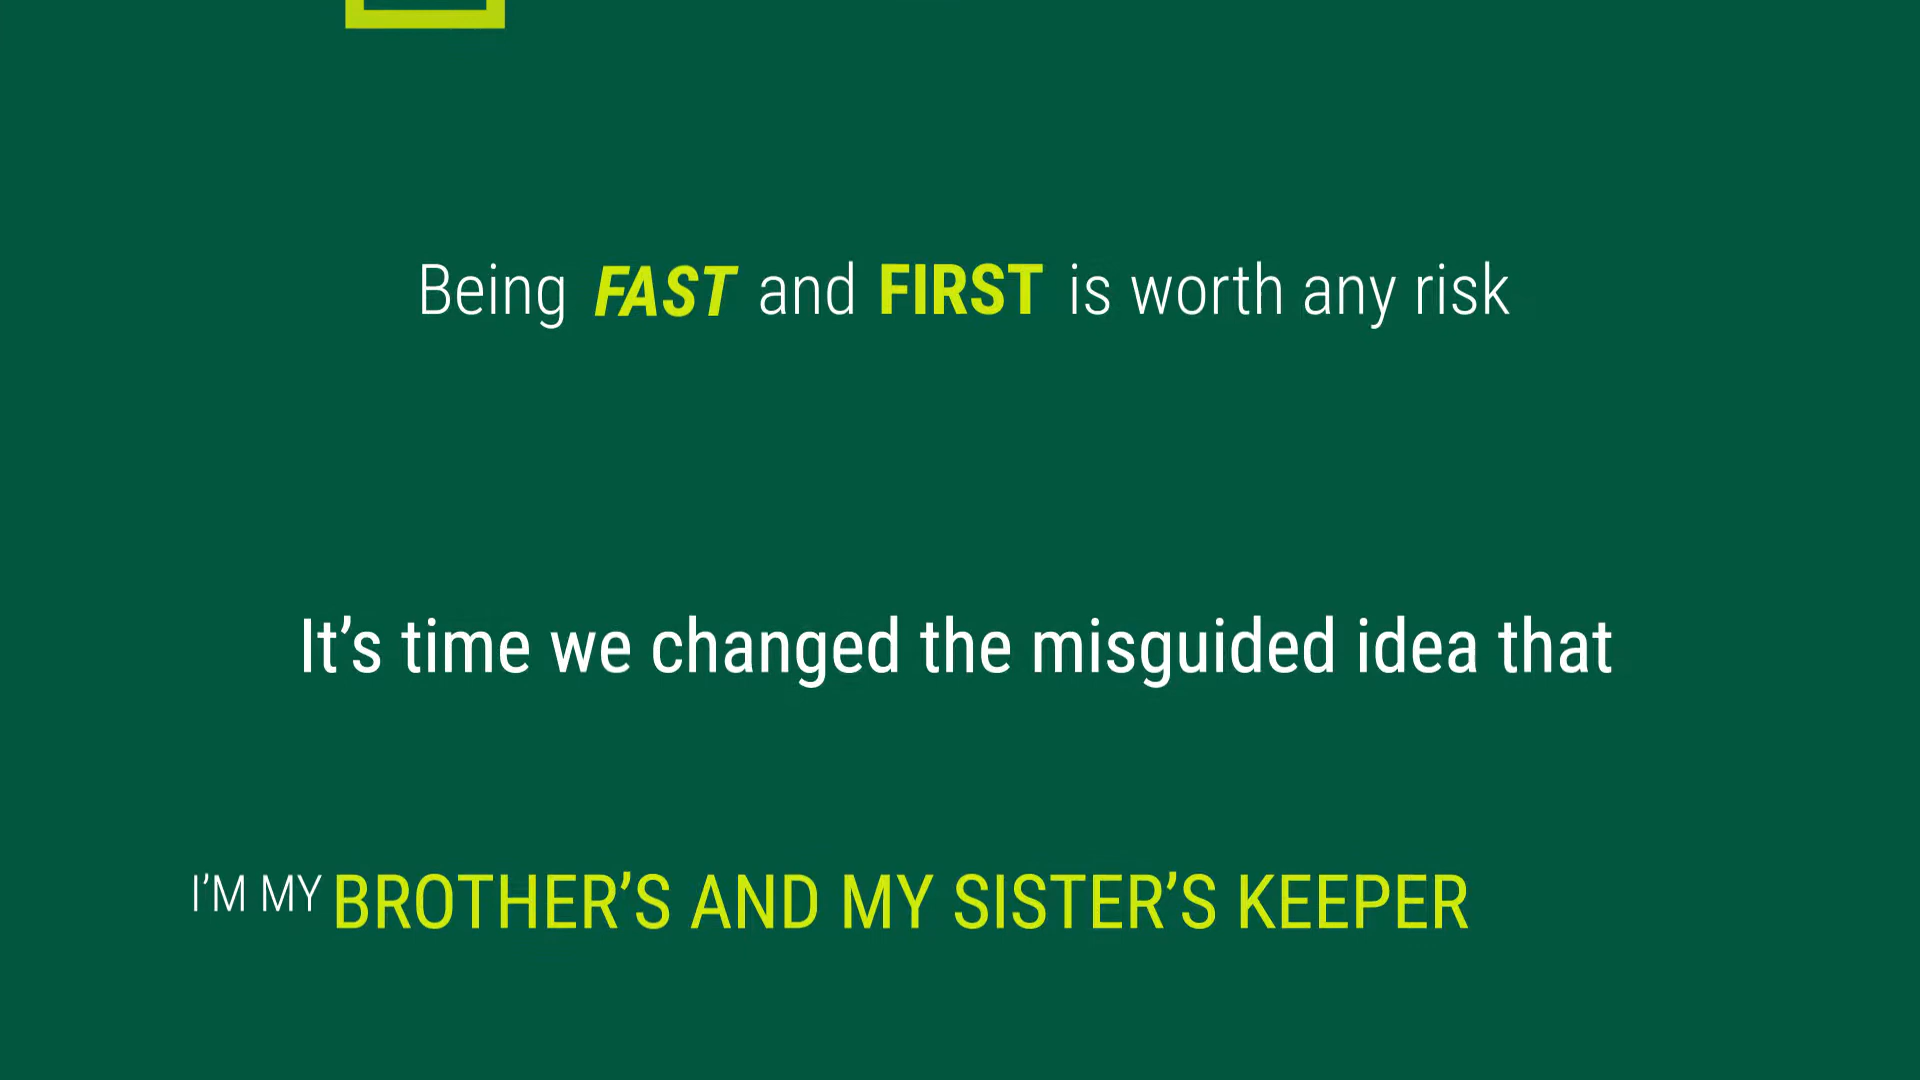 Being FAST and FIRST is worth any risk
It’s time we changed the misguided idea that
I’M MY BROTHER’S AND MY SISTER’S KEEPER